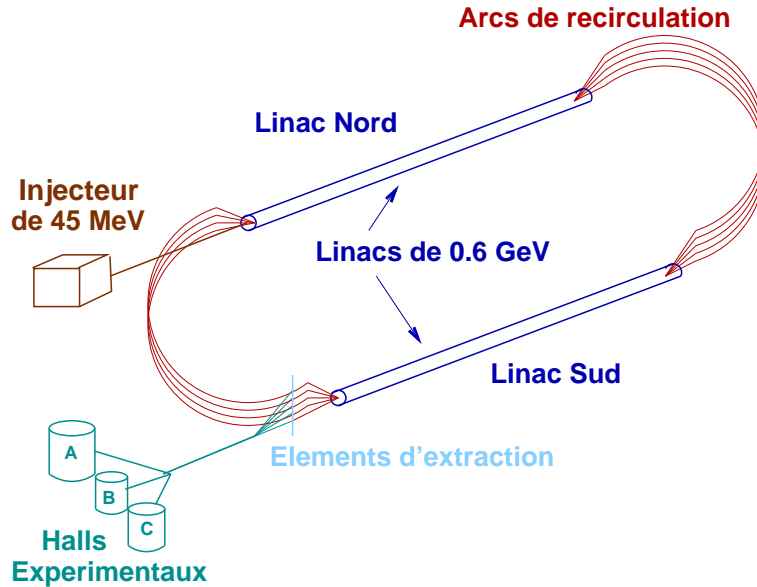 Arcs de recirculation
Linac Nord
Injecteur
de 45 MeV
Linacs de 0.6 GeV
Linac Sud
Elements d'extraction
A
B
C
Halls
Experimentaux